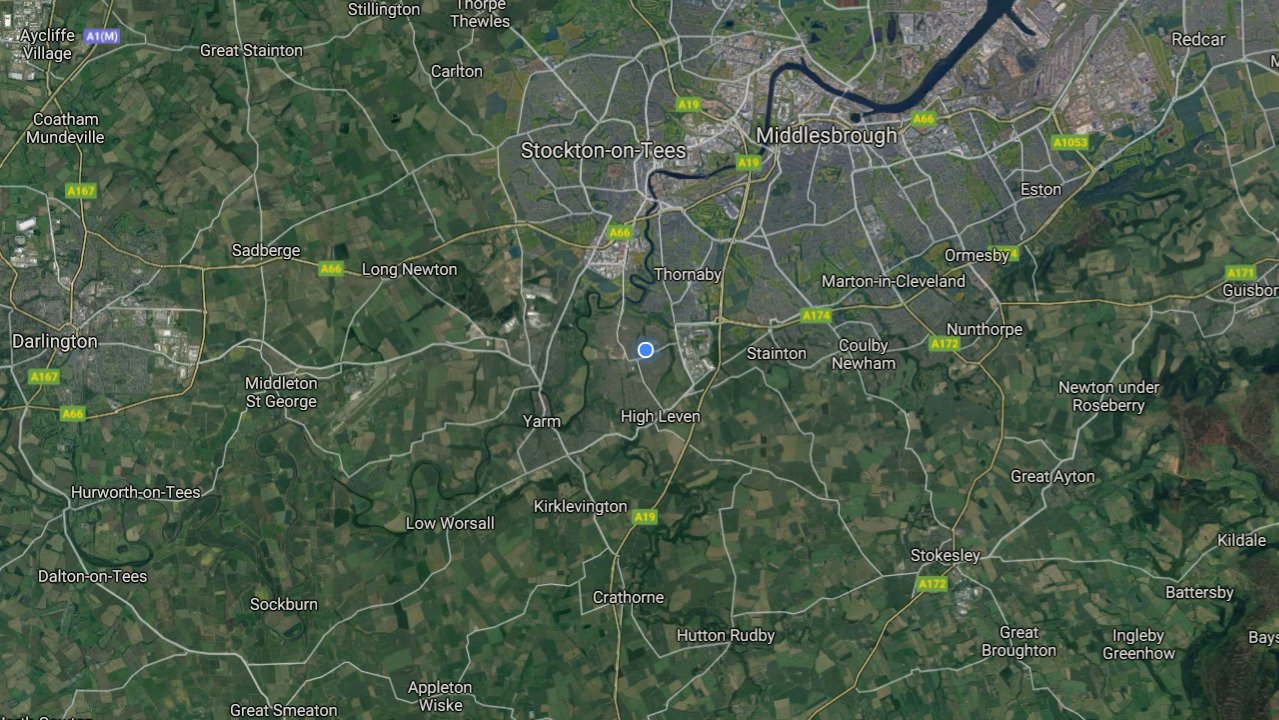 Stillington
Thorpe
Thewles
Aycliffe
Village
A1(M)
Great Stainton
Redcar
Carlton
A19
Coatham
Mundeville
A66
Middlesbrough
A1053
Stockton-on-Tees
A19
A167
Eston
A66
Sadberge
A66
Long Newton
Thornaby
Ormesby
Marton-in-Cleveland
A171
Guisbor
A174
Nunthorpe
Darlington
A172
Stainton
Coulby
Newham
A167
Middleton
St George
Newton under
Roseberry
A66
Yarm
High Leven
Great Ayton
Hurworth-on-Tees
Kirklevington
A19
Low Worsall
Kildale
Stokesley
Dalton-on-Tees
A172
Battersby
Sockburn
Crathorne
Hutton Rudby
Great
Broughton
Ingleby
Greenhow
Bays
Appleton
Wiske
Great Smeaton